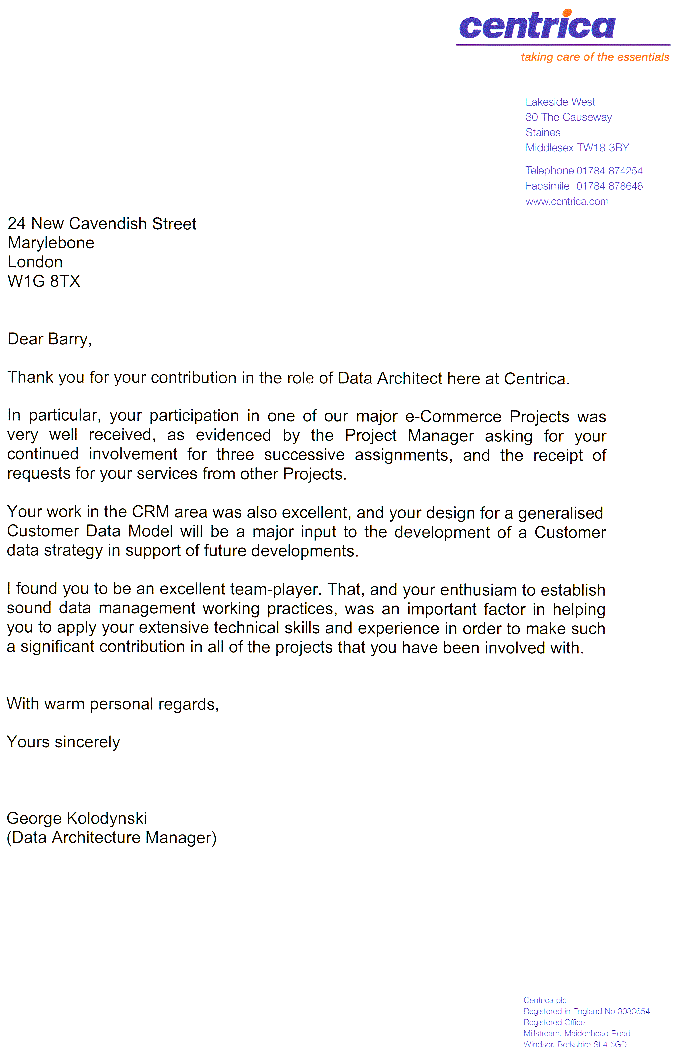 centrica
taking care of the essentials
Lakeside West
30 The Causeway
Staines
Middlesex TW18 3BY
Telephone 01784 874254
Facsimile 01784 878646
www.centrica.com
24 New Cavendish Street
Marylebone
London
W1G 8TX
Dear Barry,
Thank you for your contribution in the role of Data Architect here at Centrica.
In particular, your participation in one of our major e-Commerce Projects was
very well received, as evidenced by the Project Manager asking for your
continued involvement for three successive assignments, and the receipt of
requests for your services from other Projects.
Your work in the CRM area was also excellent, and your design for a generalised
Customer Data Model will be a major input to the development of a Customer
data strategy in support of future developments.
I found you to be an excellent team-player. That, and your enthusiam to establish
sound data management working practices, was an important factor in helping
you to apply your extensive technical skills and experience in order to make such
a significant contribution in all of the projects that you have been involved with.
With warm personal regards,
Yours sincerely
George Kolodynski
(Data Architecture Manager)
Centrica plc
Registered in England No
Registered Office
Millstream, Maidenhead Road
Windsor, Berkshire